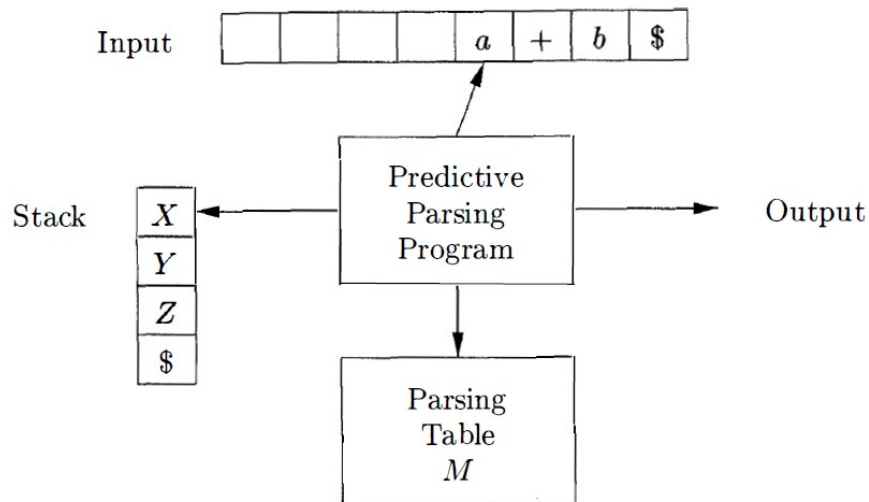 Input
a + b $
Predictive
Parsing
Program
Stack
X
Y
Z
$
Output
Parsing
Table
M